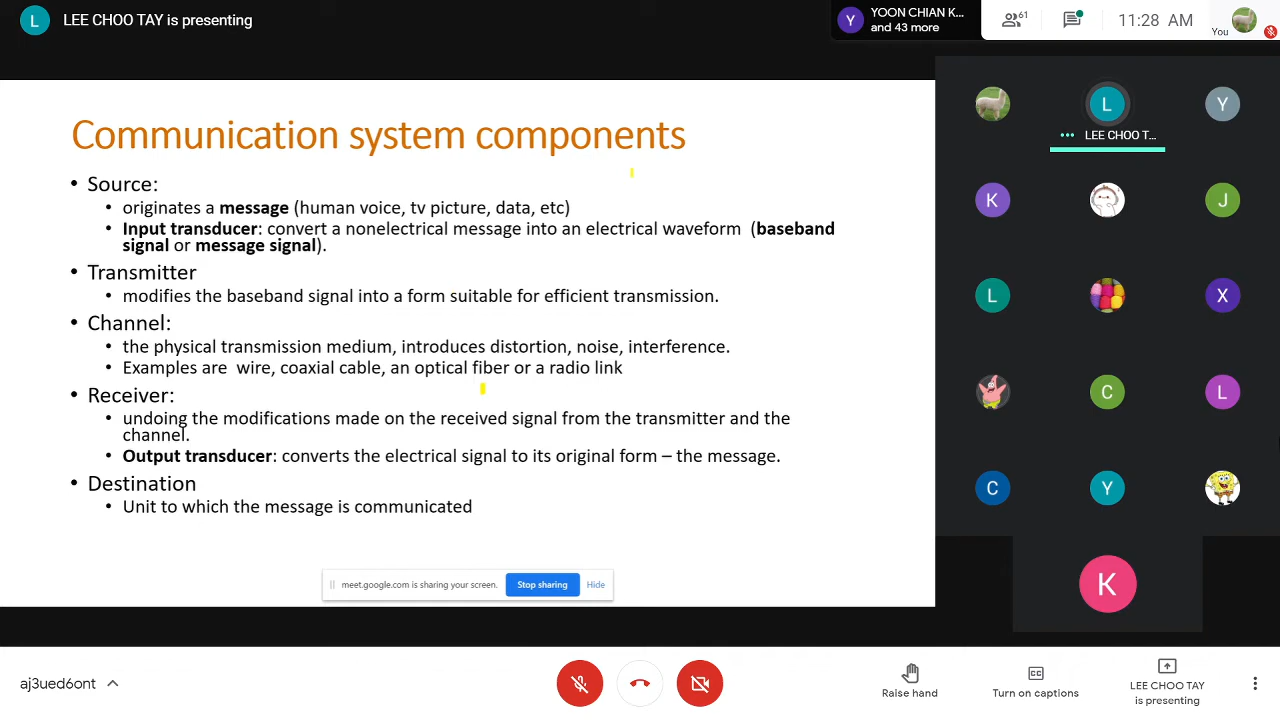 L
LEE CHOO TAY is presenting
Y
YOON CHIAN K...
and 43 more
61
11:28 AM
You
Communication system components
• Source:
• originates a message (human voice, tv picture, data, etc)
• Input transducer: convert a nonelectrical message into an electrical waveform (baseband
signal or message signal).
• Transmitter
• modifies the baseband signal into a form suitable for efficient transmission.
• Channel:
• the physical transmission medium, introduces distortion, noise, interference.
• Examples are wire, coaxial cable, an optical fiber or a radio link
• Receiver:
• undoing the modifications made on the received signal from the transmitter and the
channel.
• Output transducer: converts the electrical signal to its original form – the message.
• Destination
• Unit to which the message is communicated
meet.google.com is sharing your screen.
Stop sharing
Hide
L
Y
LEE CHOO T...
K
J
L
X
C
L
C
Y
K
aj3ued6ont
Raise hand
CC
Turn on captions
LEE CHOO TAY
is presenting